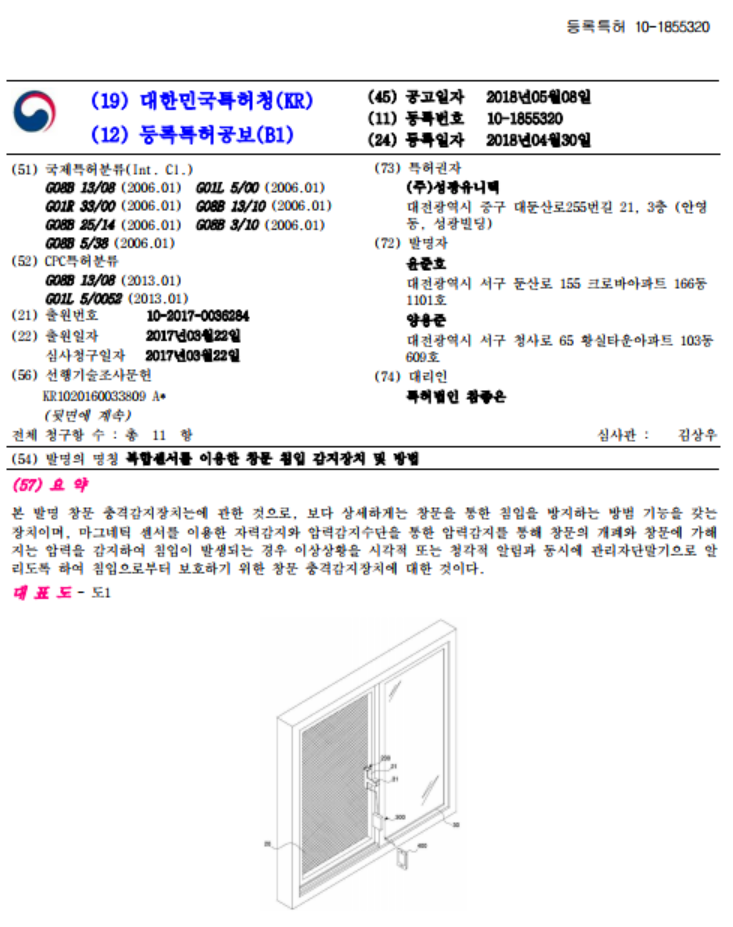 등록특허 10-1855320
(19) 대한민국특허청(KR)
(12) 등록특허공보(B1)
(45) 공고일자 2018년05월08일
(11) 등록번호 10-1855320
(24) 등록일자 2018년04월30일
(51) 국제특허분류(Int. Cl.)
G08B 13/08 (2006.01) G01L 5/00 (2006.01)
G01R 33/00 (2006.01) G08B 13/10 (2006.01)
G08B 25/14 (2006.01) G08B 3/10 (2006.01)
G08B 5/38 (2006.01)
(52) CPC특허분류
G08B 13/08 (2013.01)
G01L 5/0052 (2013.01)
(21) 출원번호 10-2017-0036284
(22) 출원일자 2017년03월22일
심사청구일자 2017년03월22일
(56) 선행기술조사문헌
KR1020160033809 A*
(뒷면에 계속)
(73) 특허권자
(주)성광유니텍
대전광역시 중구 대둔산로255번길 21, 3층 (안영
동, 성광빌딩)
(72) 발명자
윤준호
대전광역시 서구 둔산로 155 크로바아파트 166동
1101호
양용준
대전광역시 서구 청사로 65 황실타운아파트 103동
609호
(74) 대리인
특허법인 참좋은
전체 청구항 수 : 총 11 항 심사관 : 김상우
(54) 발명의 명칭 복합센서를 이용한 창문 침입 감지장치 및 방법
(57) 요 약
본 발명 창문 충격감지장치는에 관한 것으로, 보다 상세하게는 창문을 통한 침입을 방지하는 방범 기능을 갖는
장치이며, 마그네틱 센서를 이용한 자력감지와 압력감지수단을 통한 압력감지를 통해 창문의 개폐와 창문에 가해
지는 압력을 감지하여 침입이 발생되는 경우 이상상황을 시각적 또는 청각적 알림과 동시에 관리자단말기으로 알
리도록 하여 침입으로부터 보호하기 위한 창문 충격감지장치에 대한 것이다.
대 표 도 - 도1
21
31
300
400